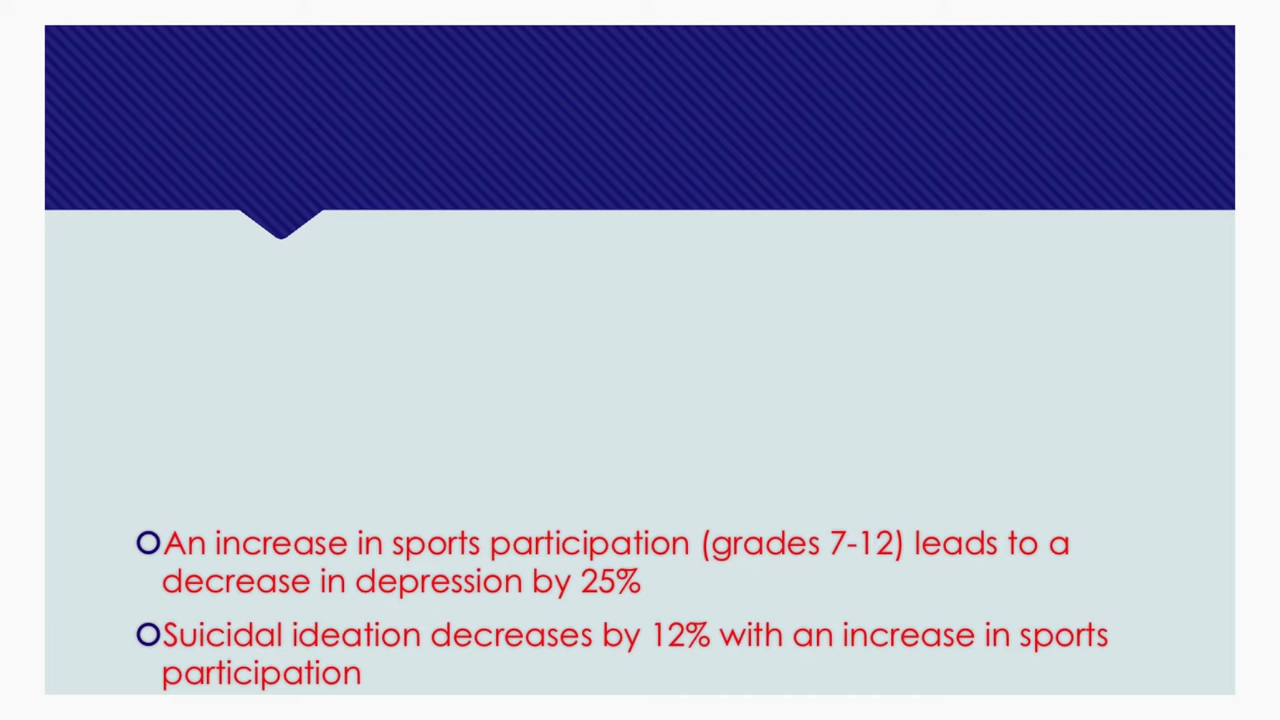 An increase in sports participation (grades 7-12) leads to a
decrease in depression by 25%
Suicidal ideation decreases by 12% with an increase in sports
participation